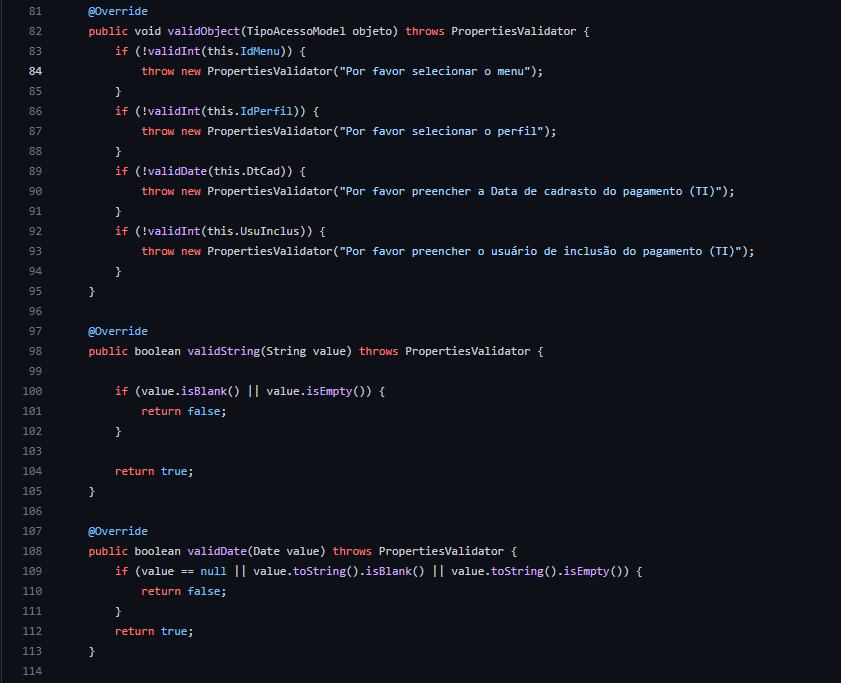 81 @Override
82 public void validObject(TipoAcessoModel objeto) throws PropertiesValidator {
83 if (!validInt(this.IdMenu)) {
84 throw new PropertiesValidator("Por favor selecionar o menu");
85 }
86 if (!validInt(this.IdPerfil)) {
87 throw new PropertiesValidator("Por favor selecionar o perfil");
88 }
89 if (!validDate(this.DtCad)) {
90 throw new PropertiesValidator("Por favor preencher a Data de cadrasto do pagamento (TI)");
91 }
92 if (!validInt(this.UsuInclus)) {
93 throw new PropertiesValidator("Por favor preencher o usuário de inclusão do pagamento (TI)");
94 }
95 }
96
97 @Override
98 public boolean validString(String value) throws PropertiesValidator {
99
100 if (value.isBlank() || value.isEmpty()) {
101 return false;
102 }
103
104 return true;
105 }
106
107 @Override
108 public boolean validDate(Date value) throws PropertiesValidator {
109 if (value == null || value.toString().isBlank() || value.toString().isEmpty()) {
110 return false;
111 }
112 return true;
113 }
114